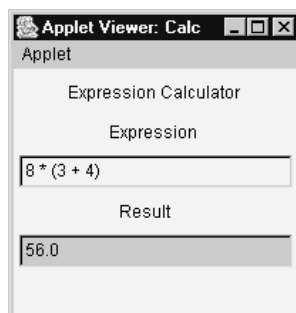 Applet Viewer: Calc
Applet
Expression Calculator
Expression
8 * (3 + 4)
Result
56.0